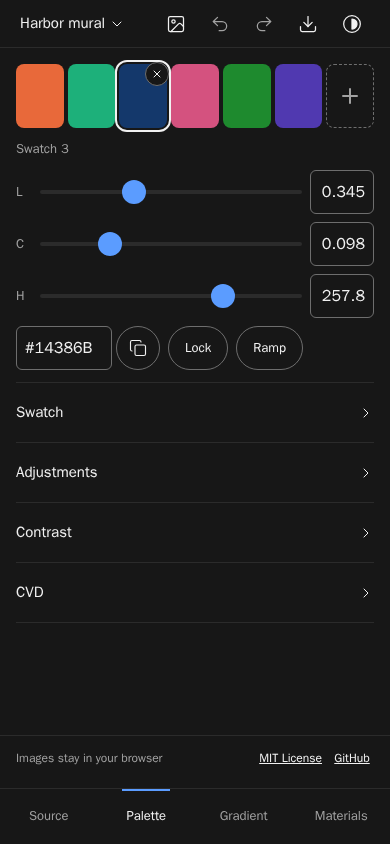 Harbor mural
Swatch 3
L 0.345
C 0.098
H 257.8
#14386B Lock Ramp
Swatch
Adjustments
Contrast
CVD
Images stay in your browser MIT License GitHub
Source Palette Gradient Materials